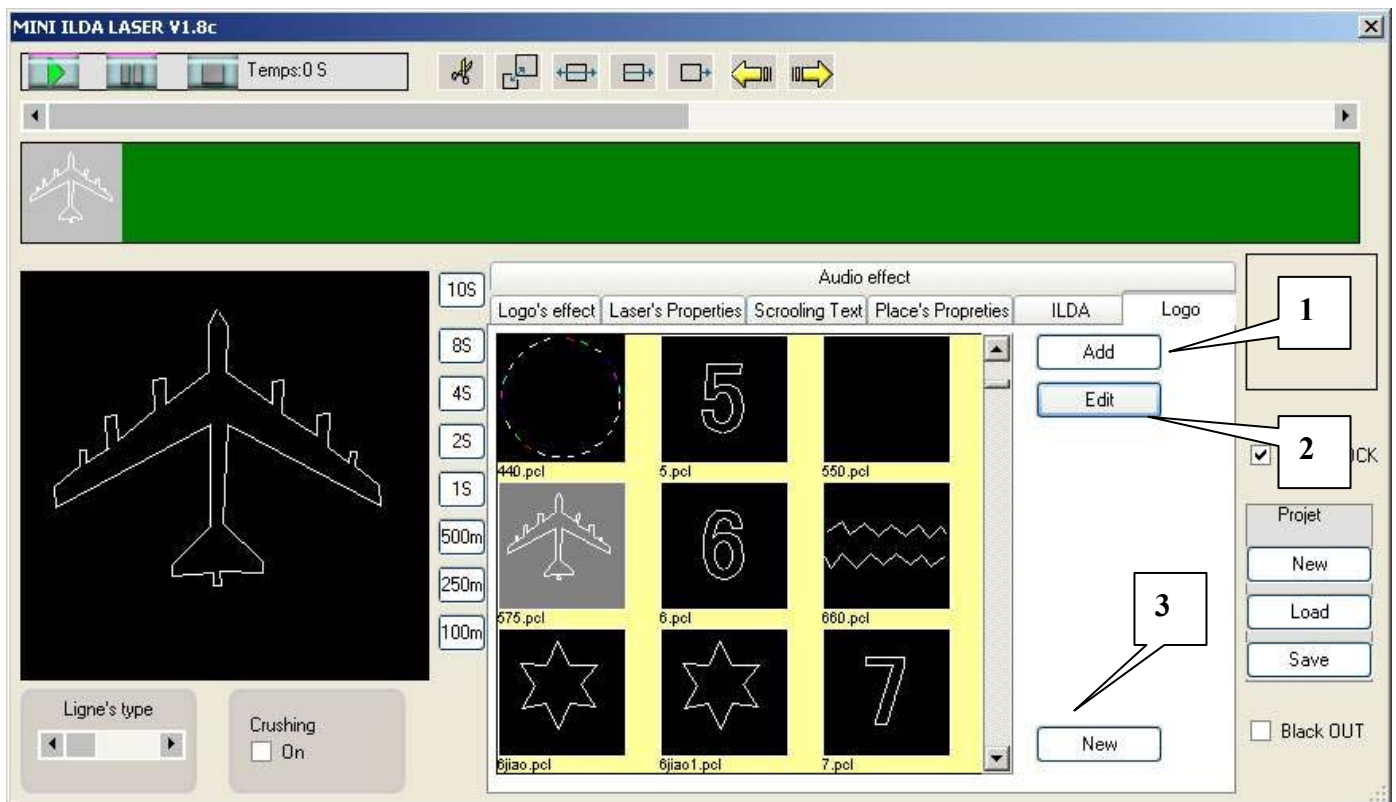 MINI ILDA LASER V1.8c
Temps:0 S
Audio effect
Logo's effect
Laser's Properties
Scrooling Text
Place's Propreties
ILDA
Logo
10S
8S
4S
2S
1S
500m
250m
100m
5
440.pcl
5.pcl
550.pcl
6
575.pcl
6.pcl
660.pcl
7
6jiao.pcl
6jiao1.pcl
7.pcl
Add
Edit
New
1
2
3
CK
Projet
New
Load
Save
Black OUT
Ligne's type
Crushing
On